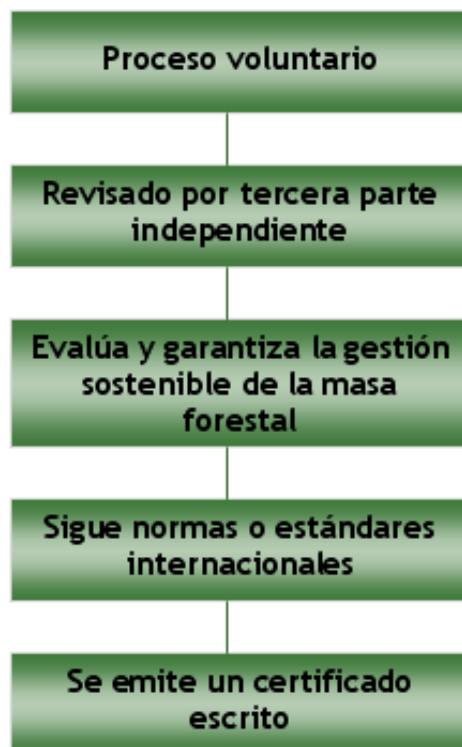 Proceso voluntario
Revisado por tercera parte
independiente
Evalúa y garantiza la gestión
sostenible de la masa
forestal
Sigue normas o estándares
internacionales
Se emite un certificado
escrito